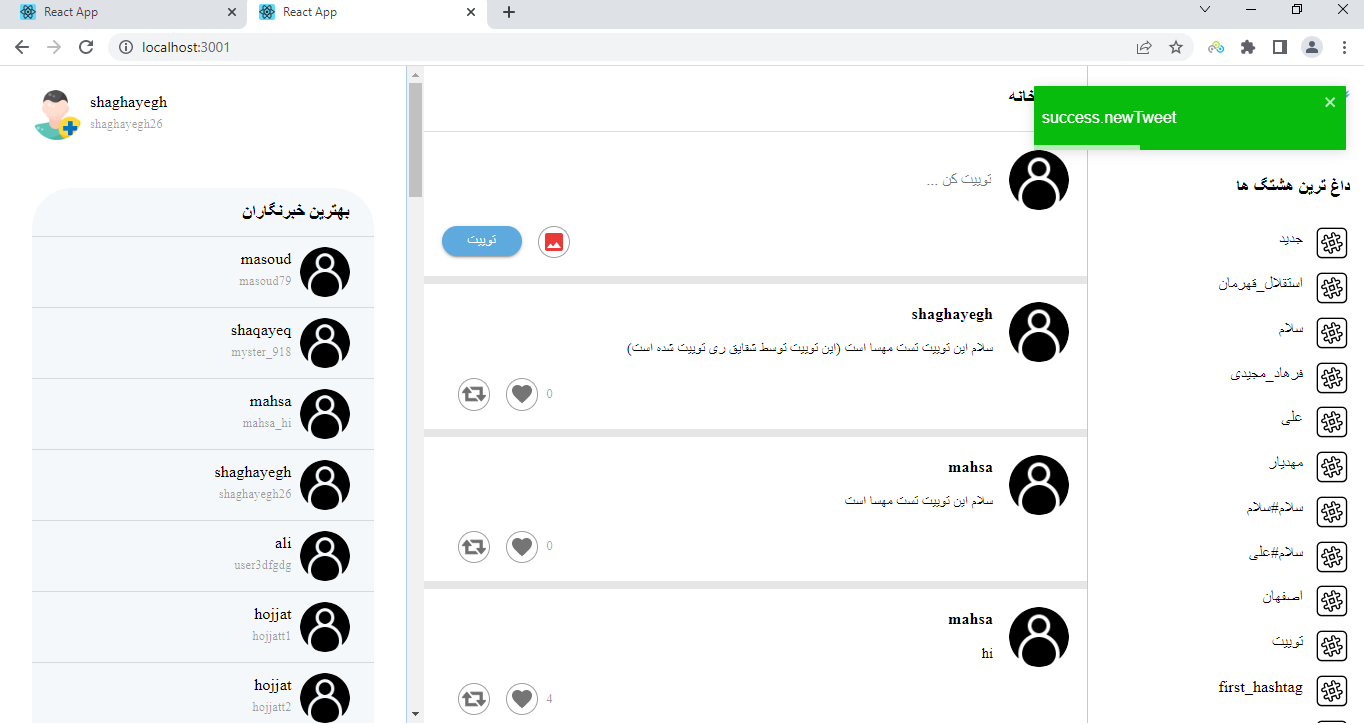 React App
React App
localhost:3001
shaghayegh
shaghayegh26
بهترین خبرنگاران
masoud
masoud79
shaqayeq
myster_918
mahsa
mahsa_hi
shaghayegh
shaghayegh26
ali
user3dfgdg
hojjat
hojjatt1
hojjat
hojjatt2
خانه
توییت کن ...
توییت
shaghayegh
سلام این توییت تست مهسا است (این توییت توسط شقایق ری توییت شده است)
0
mahsa
سلام این توییت تست مهسا است
0
mahsa
hi
4
success.newTweet
داغ ترین هشتگ ها
جدید
استقلال_قهرمان
سلام
فرهاد_مجیدی
علی
مهدیار
سلام#سلام
سلام#علی
اصفهان
توییت
first_hashtag